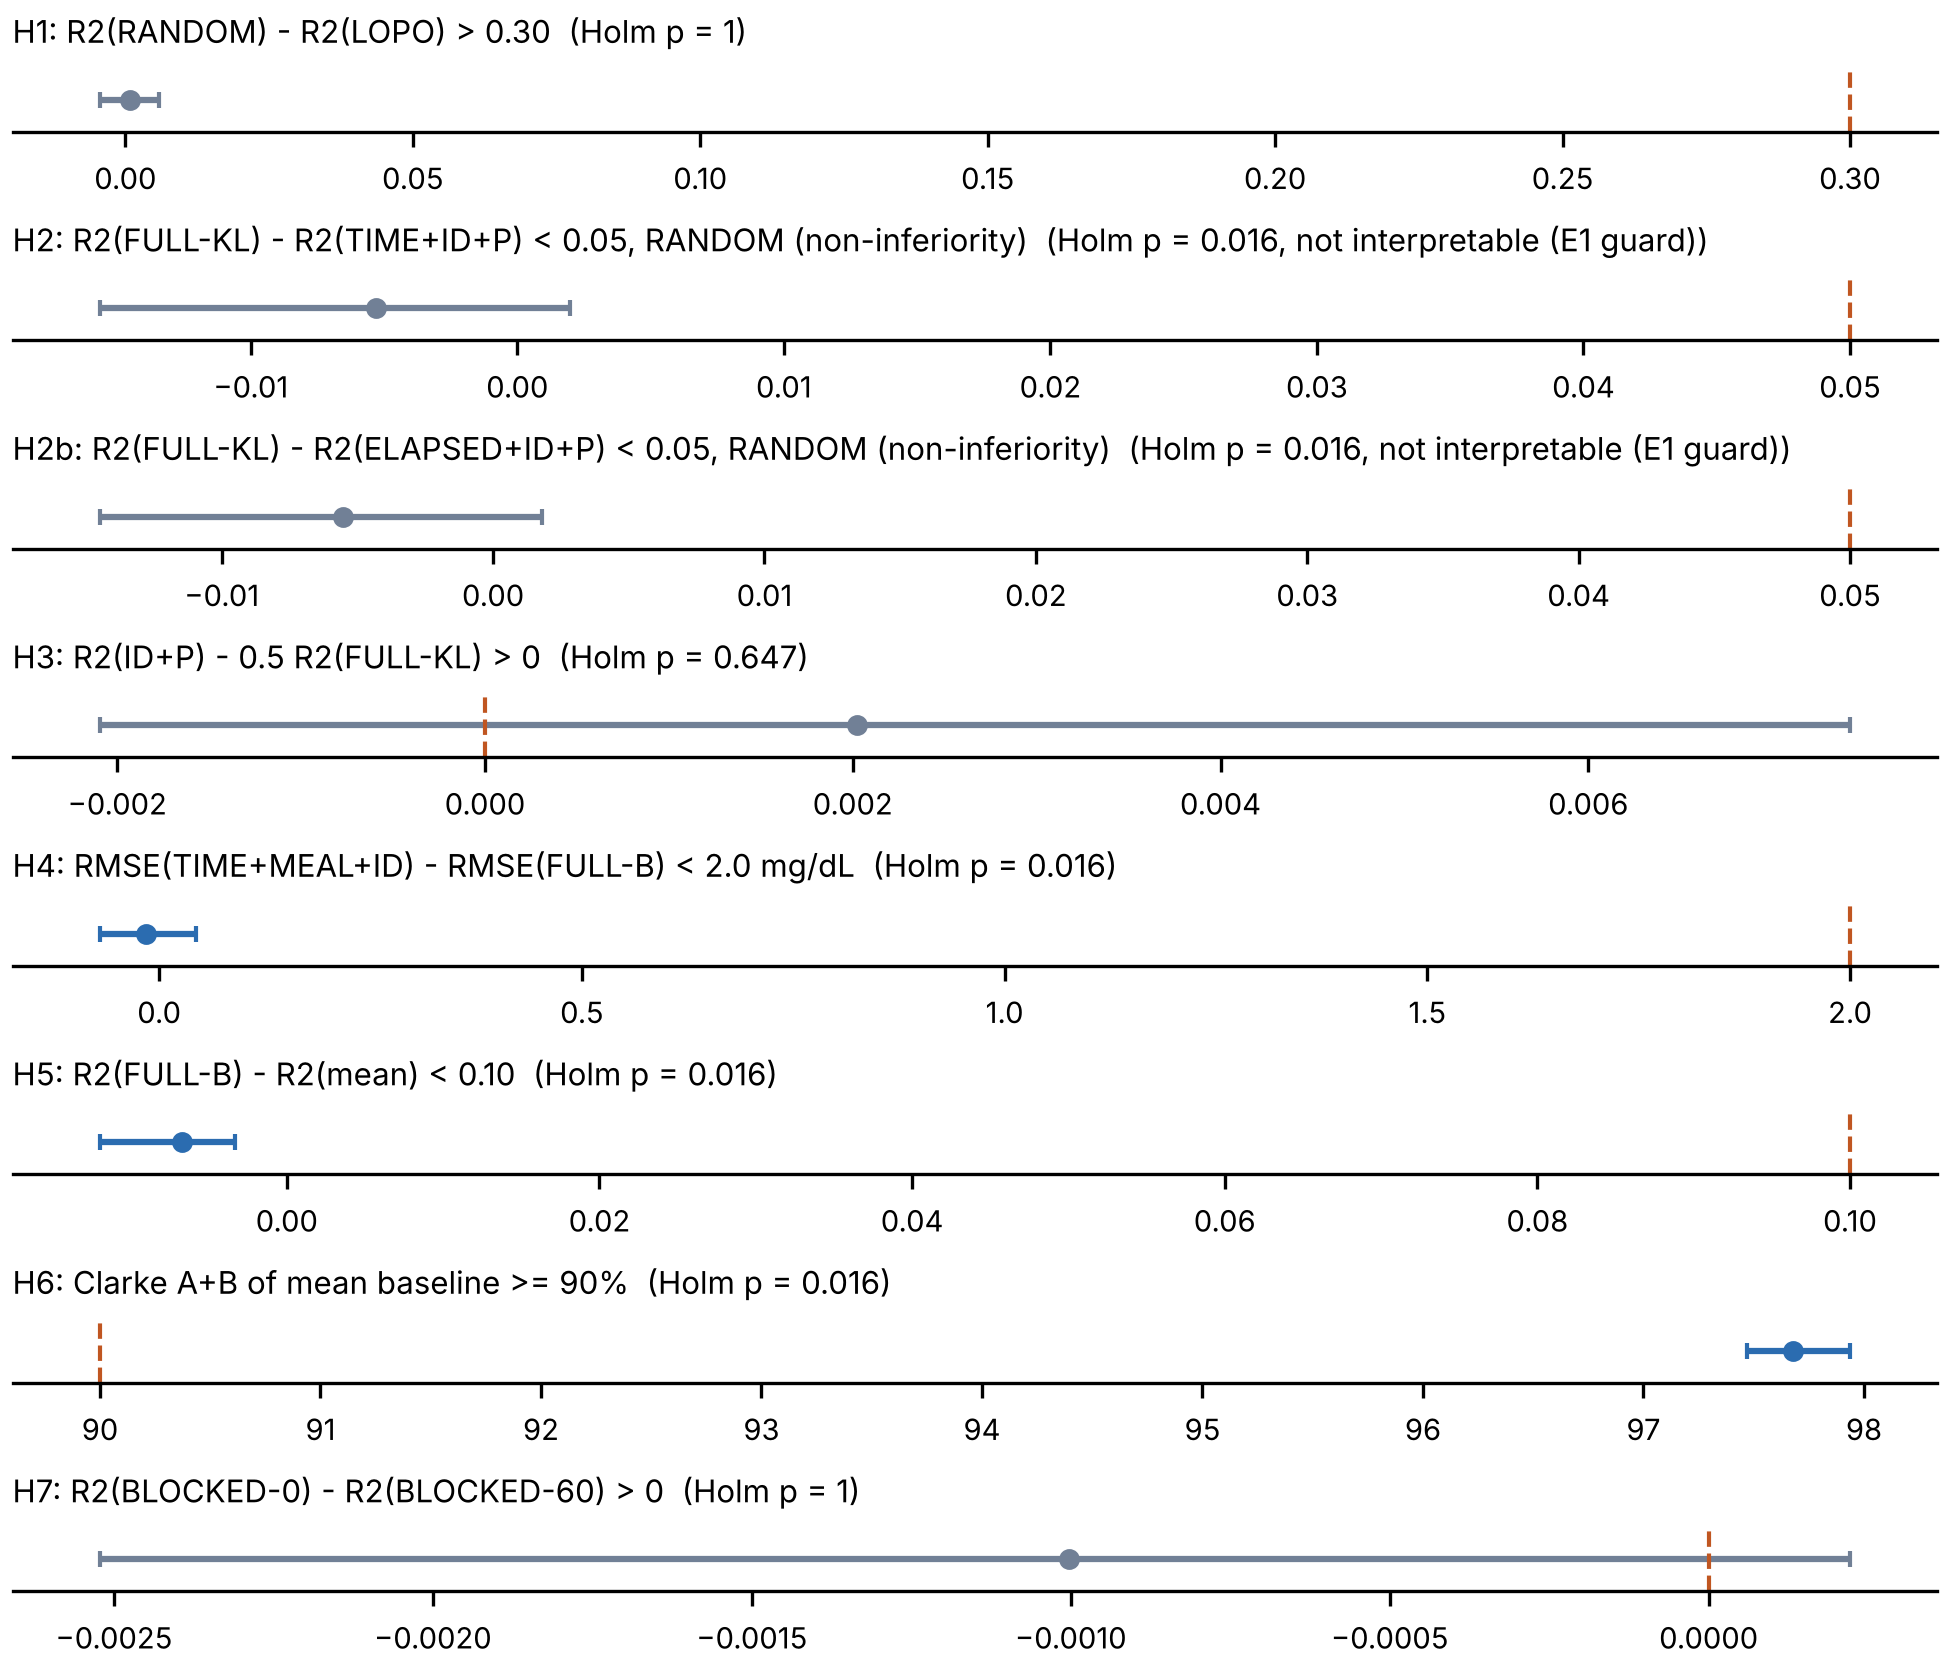 H1: R2(RANDOM) - R2(LOPO) > 0.30  (Holm p = 1)
0.00 0.05 0.10 0.15 0.20 0.25 0.30
H2: R2(FULL-KL) - R2(TIME+ID+P) < 0.05, RANDOM (non-inferiority)  (Holm p = 0.016, not interpretable (E1 guard))
−0.01 0.00 0.01 0.02 0.03 0.04 0.05
H2b: R2(FULL-KL) - R2(ELAPSED+ID+P) < 0.05, RANDOM (non-inferiority)  (Holm p = 0.016, not interpretable (E1 guard))
−0.01 0.00 0.01 0.02 0.03 0.04 0.05
H3: R2(ID+P) - 0.5 R2(FULL-KL) > 0  (Holm p = 0.647)
−0.002 0.000 0.002 0.004 0.006
H4: RMSE(TIME+MEAL+ID) - RMSE(FULL-B) < 2.0 mg/dL  (Holm p = 0.016)
0.0 0.5 1.0 1.5 2.0
H5: R2(FULL-B) - R2(mean) < 0.10  (Holm p = 0.016)
0.00 0.02 0.04 0.06 0.08 0.10
H6: Clarke A+B of mean baseline >= 90%  (Holm p = 0.016)
90 91 92 93 94 95 96 97 98
H7: R2(BLOCKED-0) - R2(BLOCKED-60) > 0  (Holm p = 1)
−0.0025 −0.0020 −0.0015 −0.0010 −0.0005 0.0000